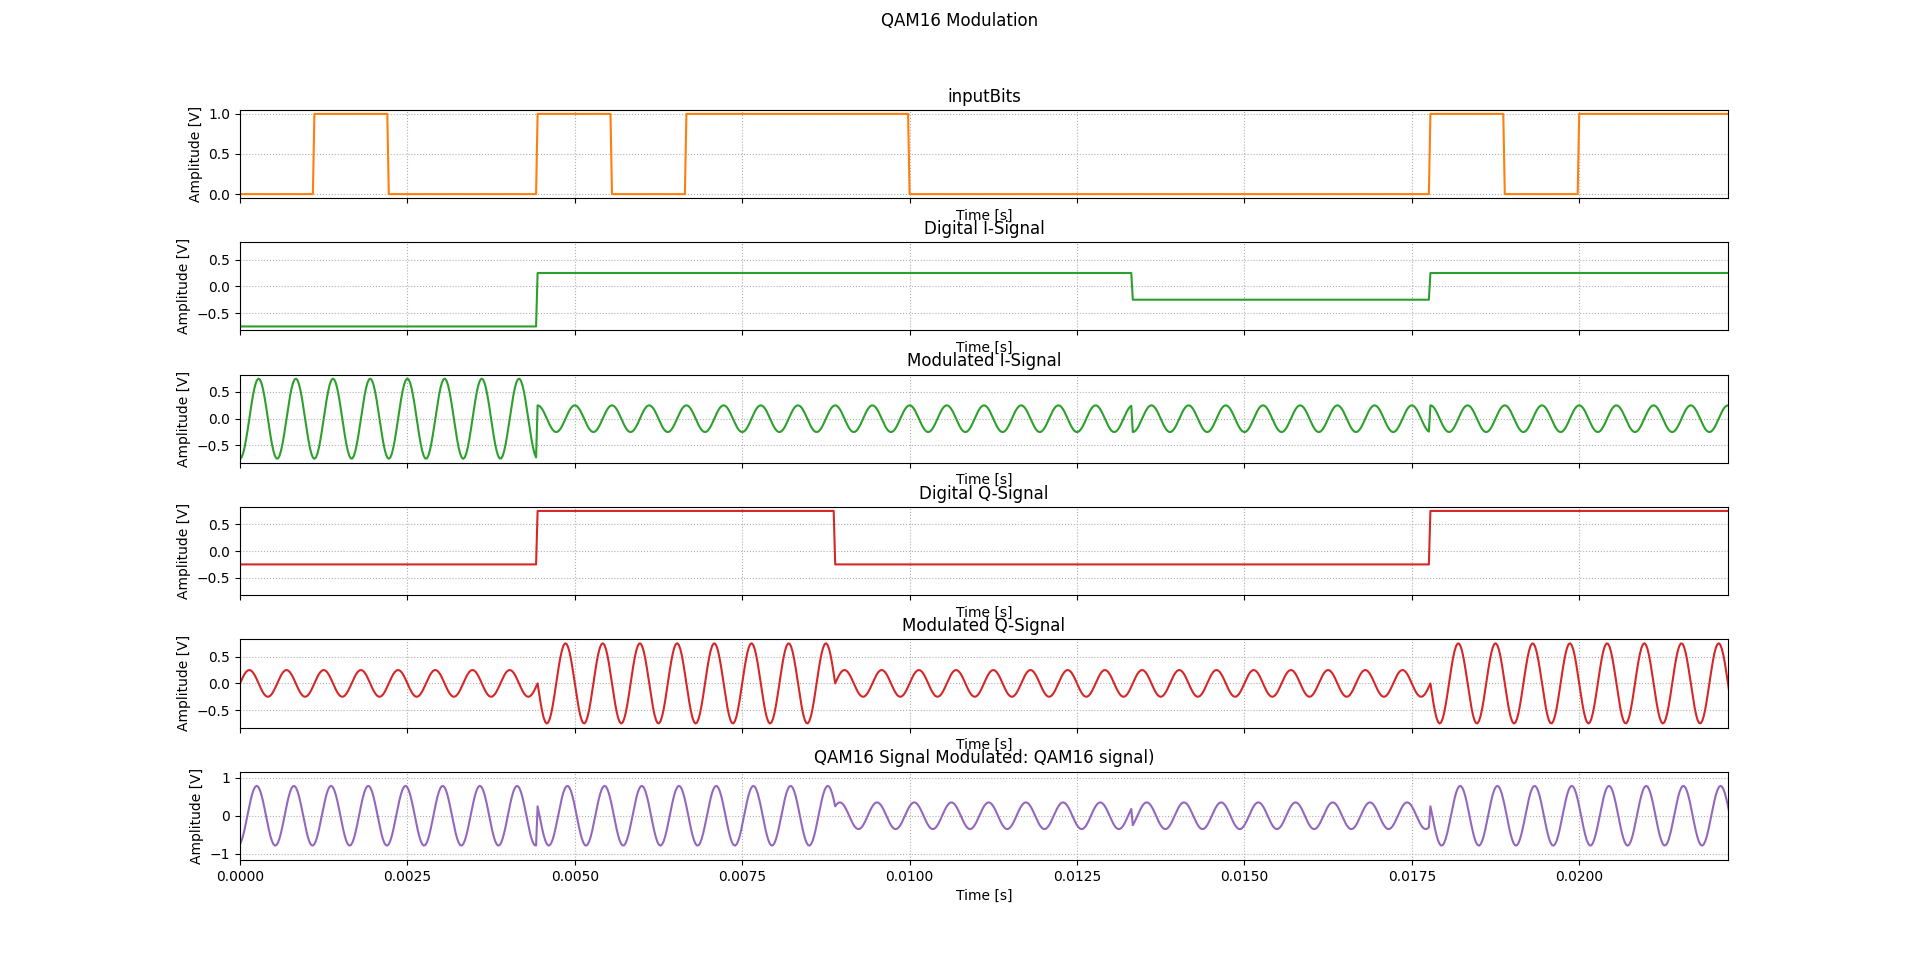 QAM16 Modulation
inputBits
Amplitude [V]
1.0
0.5
0.0
Time [s]
Digital I-Signal
Amplitude [V]
0.5
0.0
−0.5
Time [s]
Modulated I-Signal
Amplitude [V]
0.5
0.0
−0.5
Time [s]
Digital Q-Signal
Amplitude [V]
0.5
0.0
−0.5
Time [s]
Modulated Q-Signal
Amplitude [V]
0.5
0.0
−0.5
Time [s]
QAM16 Signal Modulated: QAM16 signal)
Amplitude [V]
1
0
−1
0.0000 0.0025 0.0050 0.0075 0.0100 0.0125 0.0150 0.0175 0.0200
Time [s]